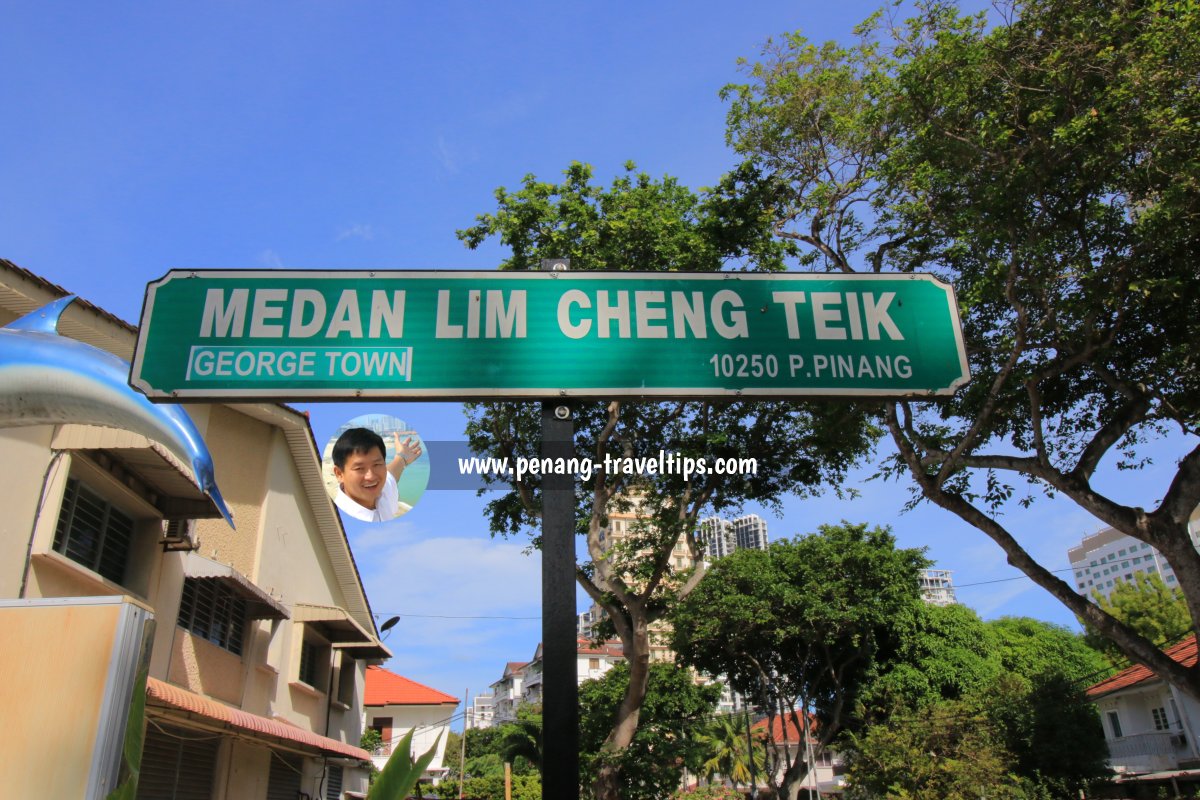 MEDAN LIM CHENG TEIK
GEORGE TOWN 10250 P.PINANG
www.penang-traveltips.com